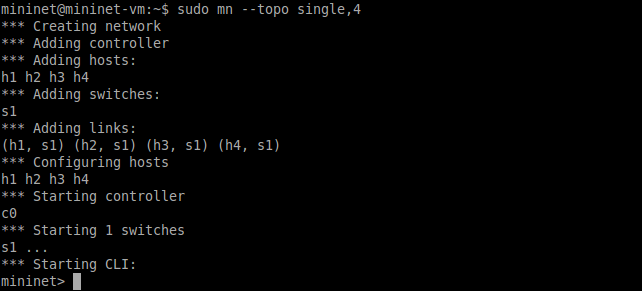 mininet@mininet-vm:~$ sudo mn --topo single,4
*** Creating network
*** Adding controller
*** Adding hosts:
h1 h2 h3 h4
*** Adding switches:
s1
*** Adding links:
(h1, s1) (h2, s1) (h3, s1) (h4, s1)
*** Configuring hosts
h1 h2 h3 h4
*** Starting controller
c0
*** Starting 1 switches
s1 ...
*** Starting CLI:
mininet>